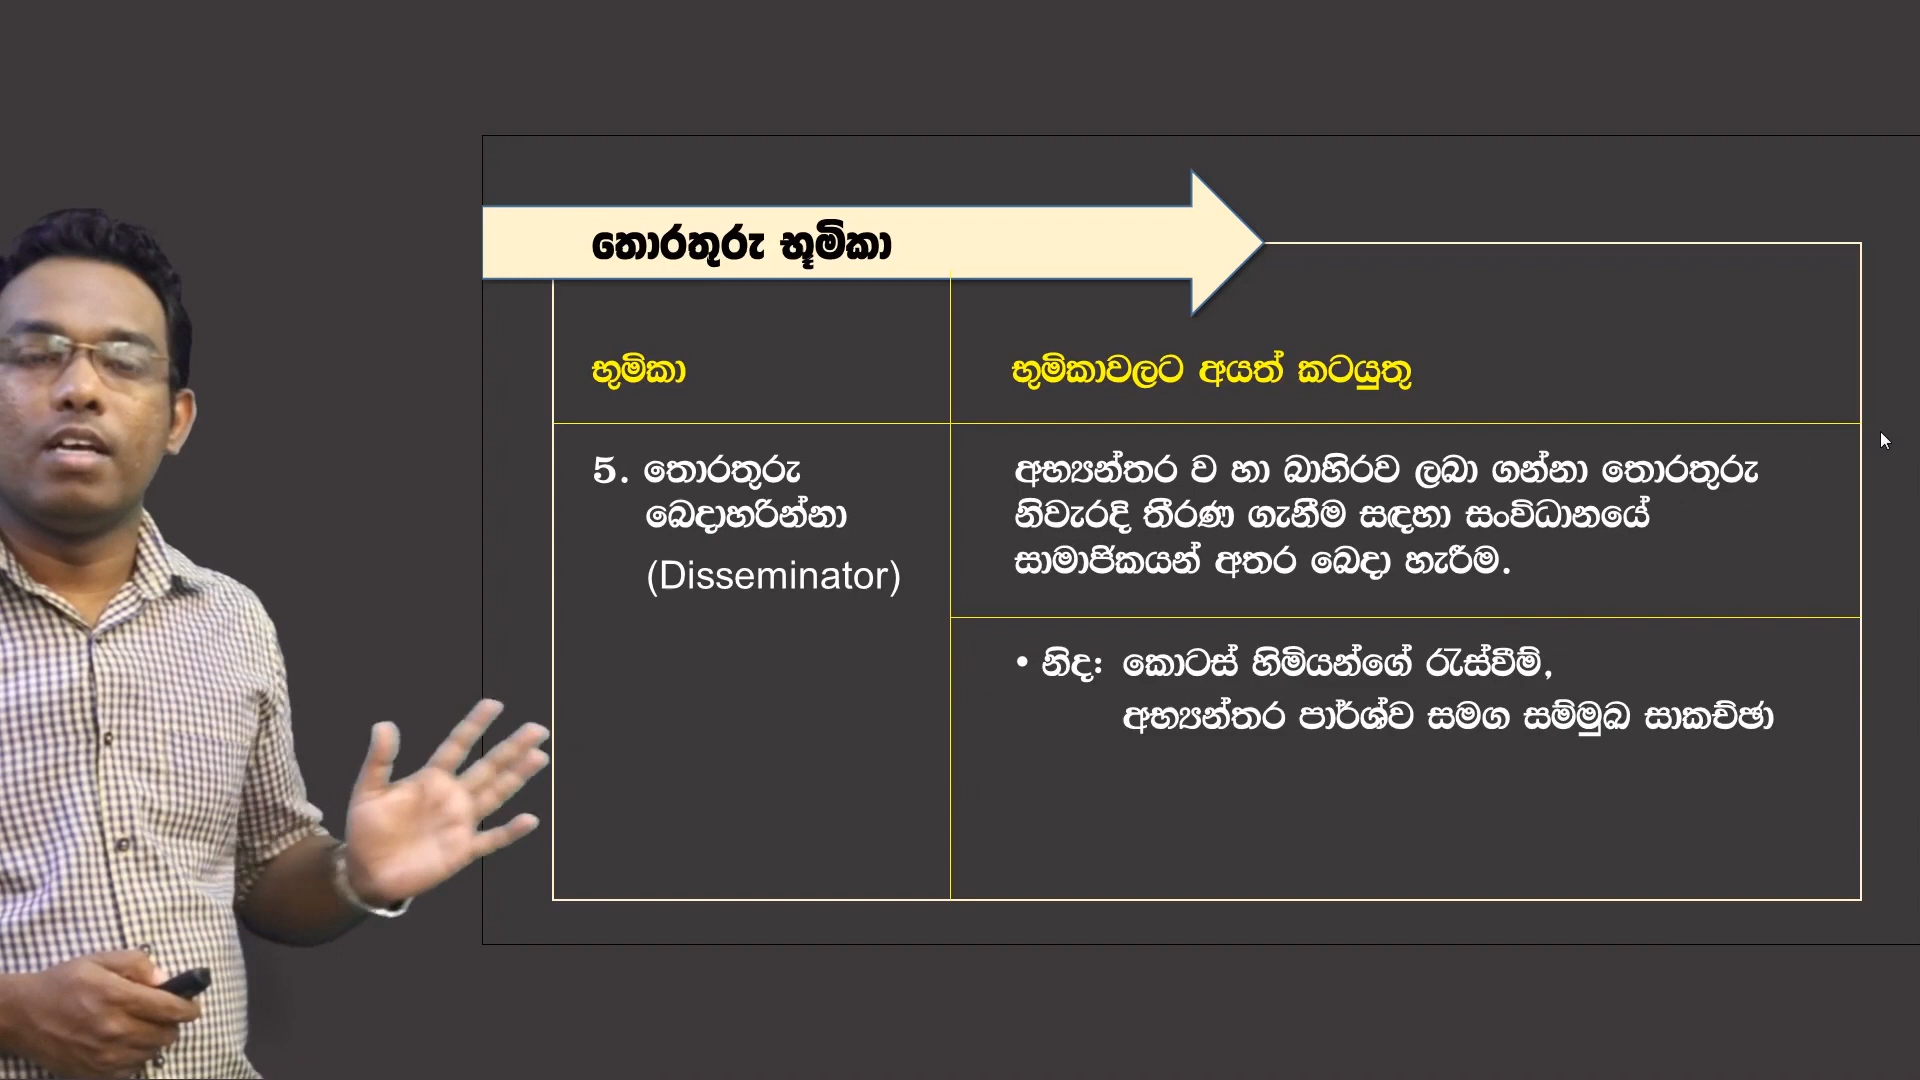 තොරතුරු භූමිකා
භුමිකා
භුමිකාවලට අයත් කටයුතු
5. තොරතුරු
බෙදාහරින්නා
(Disseminator)
අභ්‍යන්තර ව හා බාහිරව ලබා ගන්නා තොරතුරු
නිවැරදි තීරණ ගැනීම සඳහා සංවිධානයේ
සාමාජිකයන් අතර බෙදා හැරීම.
• නිද: කොටස් හිමියන්ගේ රැස්වීම්,
අභ්‍යන්තර පාර්ශ්ව සමග සම්මුඛ සාකච්ඡා